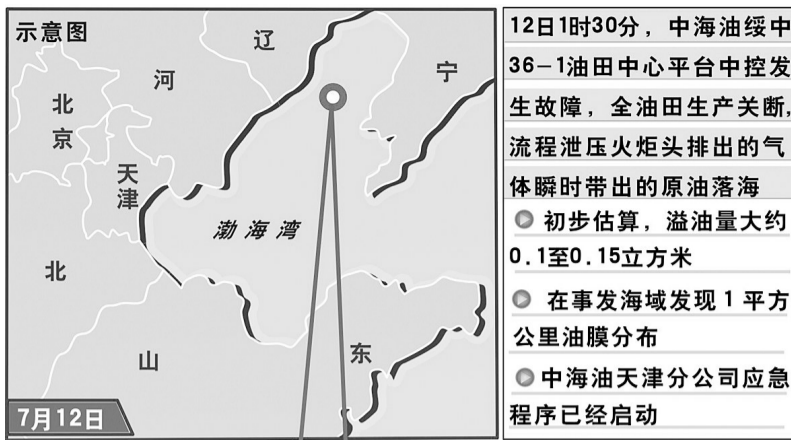 示意图
辽
宁
河
北
京
天
津
渤海湾
北
山
东
7月12日
12日1时30分，中海油绥中
36-1油田中心平台中控发
生故障，全油田生产关断，
流程泄压火炬头排出的气
体瞬时带出的原油落海
初步估算，溢油量大约
0.1至0.15立方米
在事发海域发现1平方
公里油膜分布
中海油天津分公司应急
程序已经启动